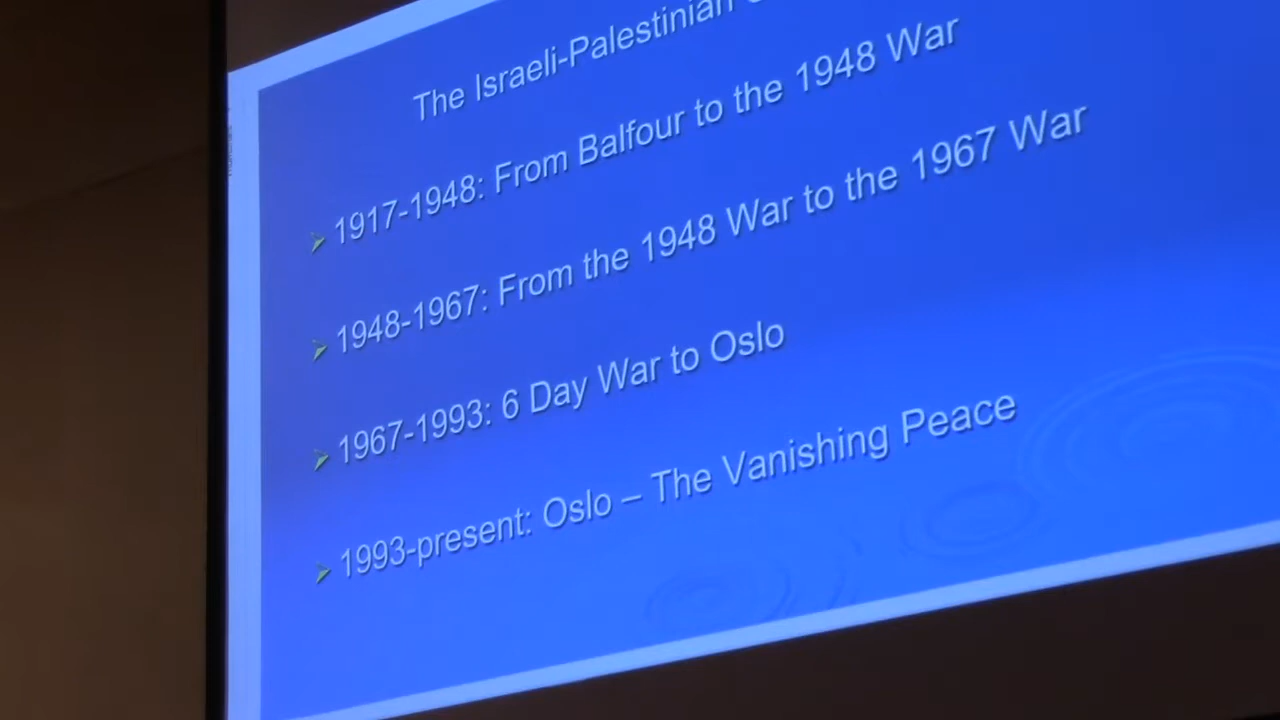 The Israeli-Palestinian
1917-1948: From Balfour to the 1948 War
1948-1967: From the 1948 War to the 1967 War
1967-1993: 6 Day War to Oslo
1993-present: Oslo – The Vanishing Peace